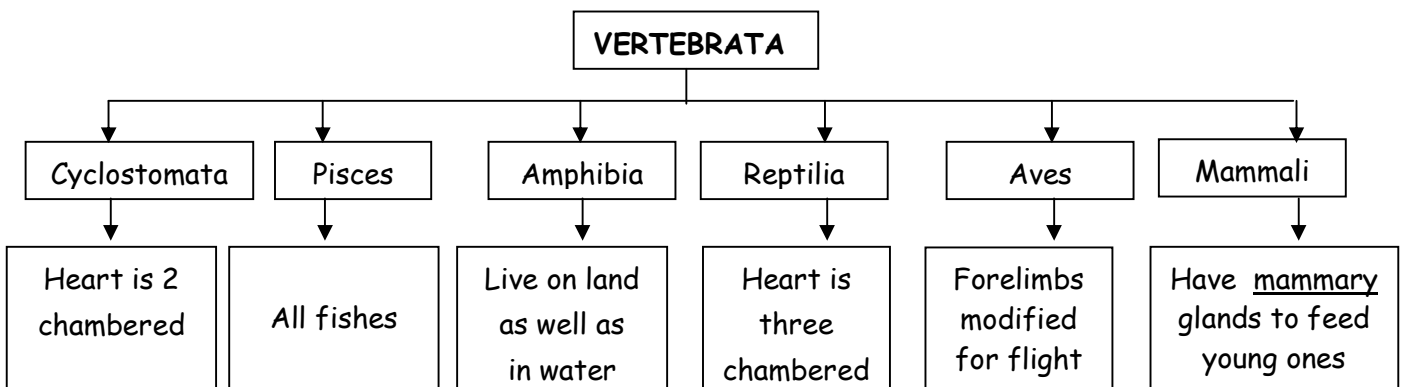 VERTEBRATA
Cyclostomata
Pisces
Amphibia
Reptilia
Aves
Mammali
Heart is 2
chambered
All fishes
Live on land
as well as
in water
Heart is
three
chambered
Forelimbs
modified
for flight
Have mammary
glands to feed
young ones